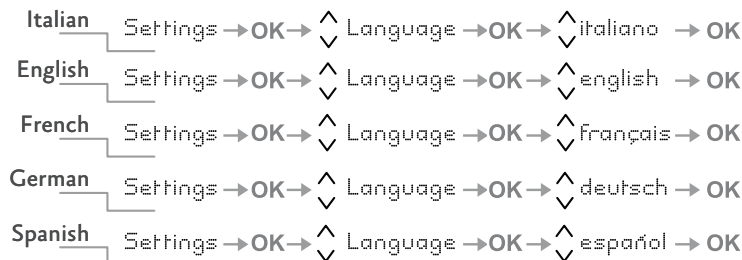 Italian Settings OK Language OK italiano OK
English Settings OK Language OK english OK
French Settings OK Language OK français OK
German Settings OK Language OK deutsch OK
Spanish Settings OK Language OK español OK